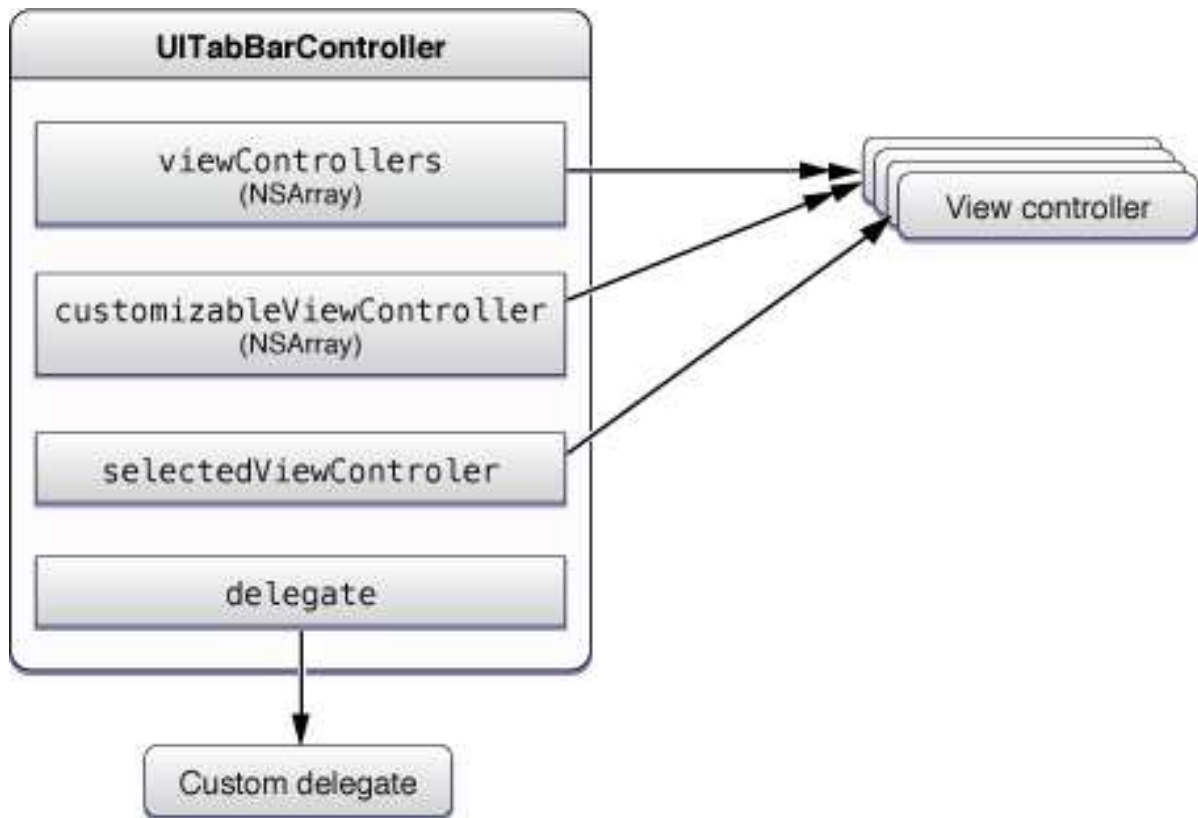 UITabBarController
viewControllers
(NSArray)
View controller
customizableViewController
(NSArray)
selectedViewControler
delegate
Custom delegate